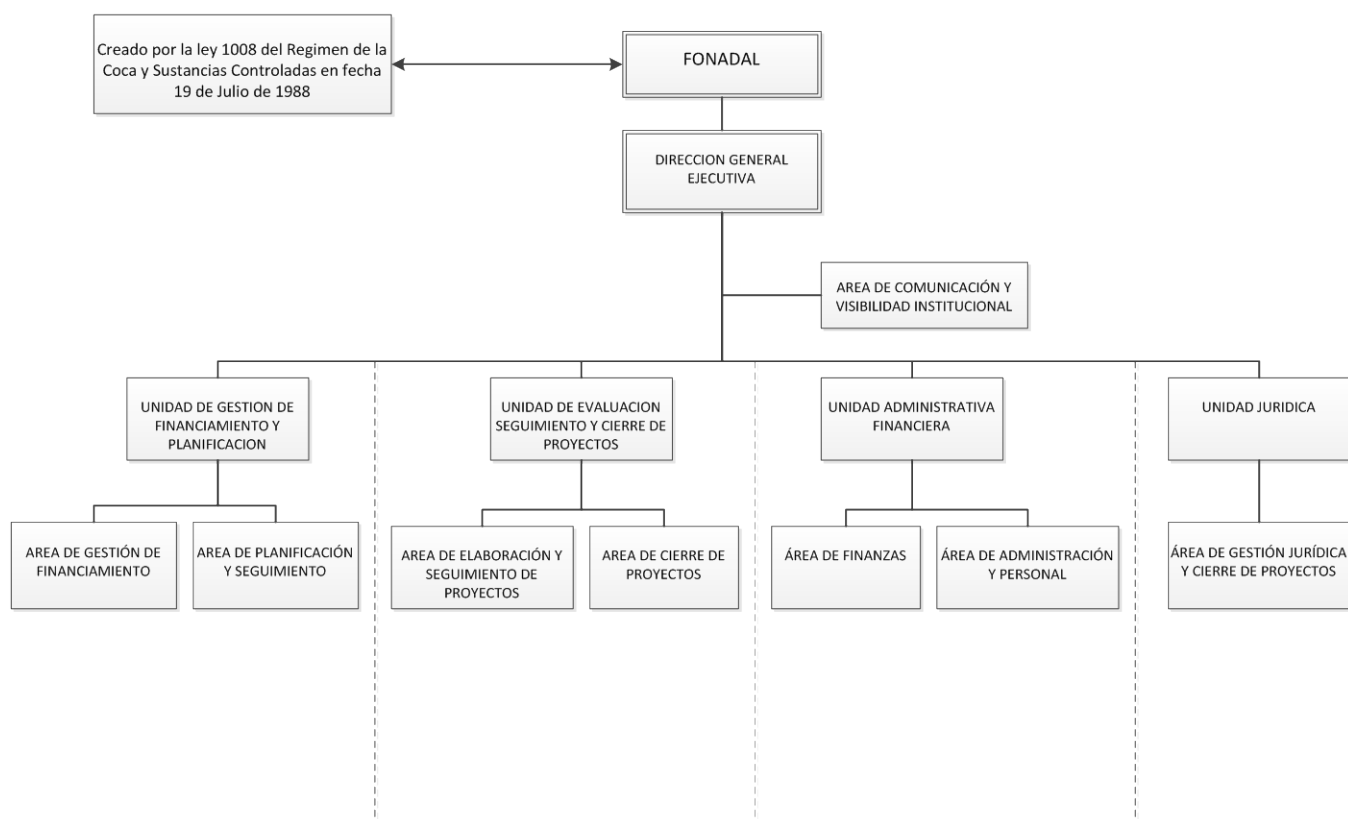 Creado por la ley 1008 del Regimen de la
Coca y Sustancias Controladas en fecha
19 de Julio de 1988
FONADAL
DIRECCION GENERAL
EJECUTIVA
AREA DE COMUNICACIÓN Y
VISIBILIDAD INSTITUCIONAL
UNIDAD DE GESTION DE
FINANCIAMIENTO Y
PLANIFICACION
UNIDAD DE EVALUACION
SEGUIMIENTO Y CIERRE DE
PROYECTOS
UNIDAD ADMINISTRATIVA
FINANCIERA
UNIDAD JURIDICA
AREA DE GESTIÓN DE
FINANCIAMIENTO
AREA DE PLANIFICACIÓN
Y SEGUIMIENTO
AREA DE ELABORACIÓN Y
SEGUIMIENTO DE
PROYECTOS
AREA DE CIERRE DE
PROYECTOS
ÁREA DE FINANZAS
ÁREA DE ADMINISTRACIÓN
Y PERSONAL
ÁREA DE GESTIÓN JURÍDICA
Y CIERRE DE PROYECTOS